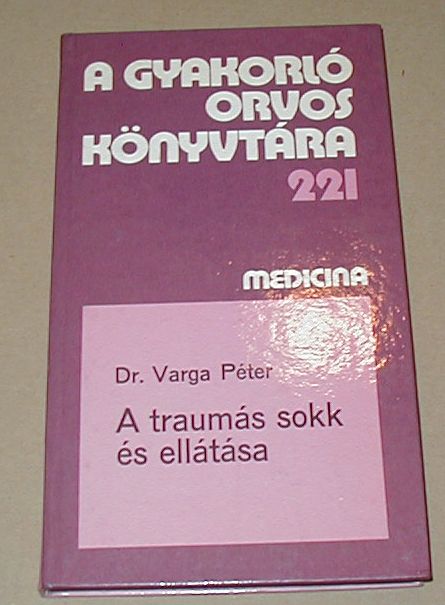 A GYAKORLÓ
ORVOS
KÖNYVTÁRA
221
MEDICINA
Dr. Varga Péter
A traumás sokk
és ellátása